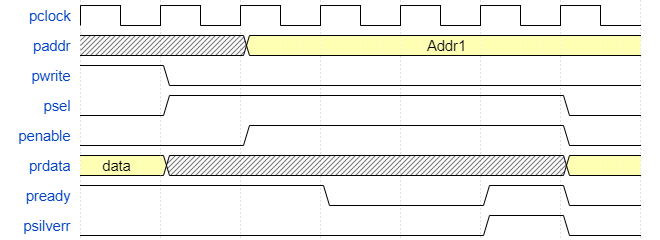 pclock
paddr Addr1
pwrite
psel
penable
prdata data
pready
psilverr